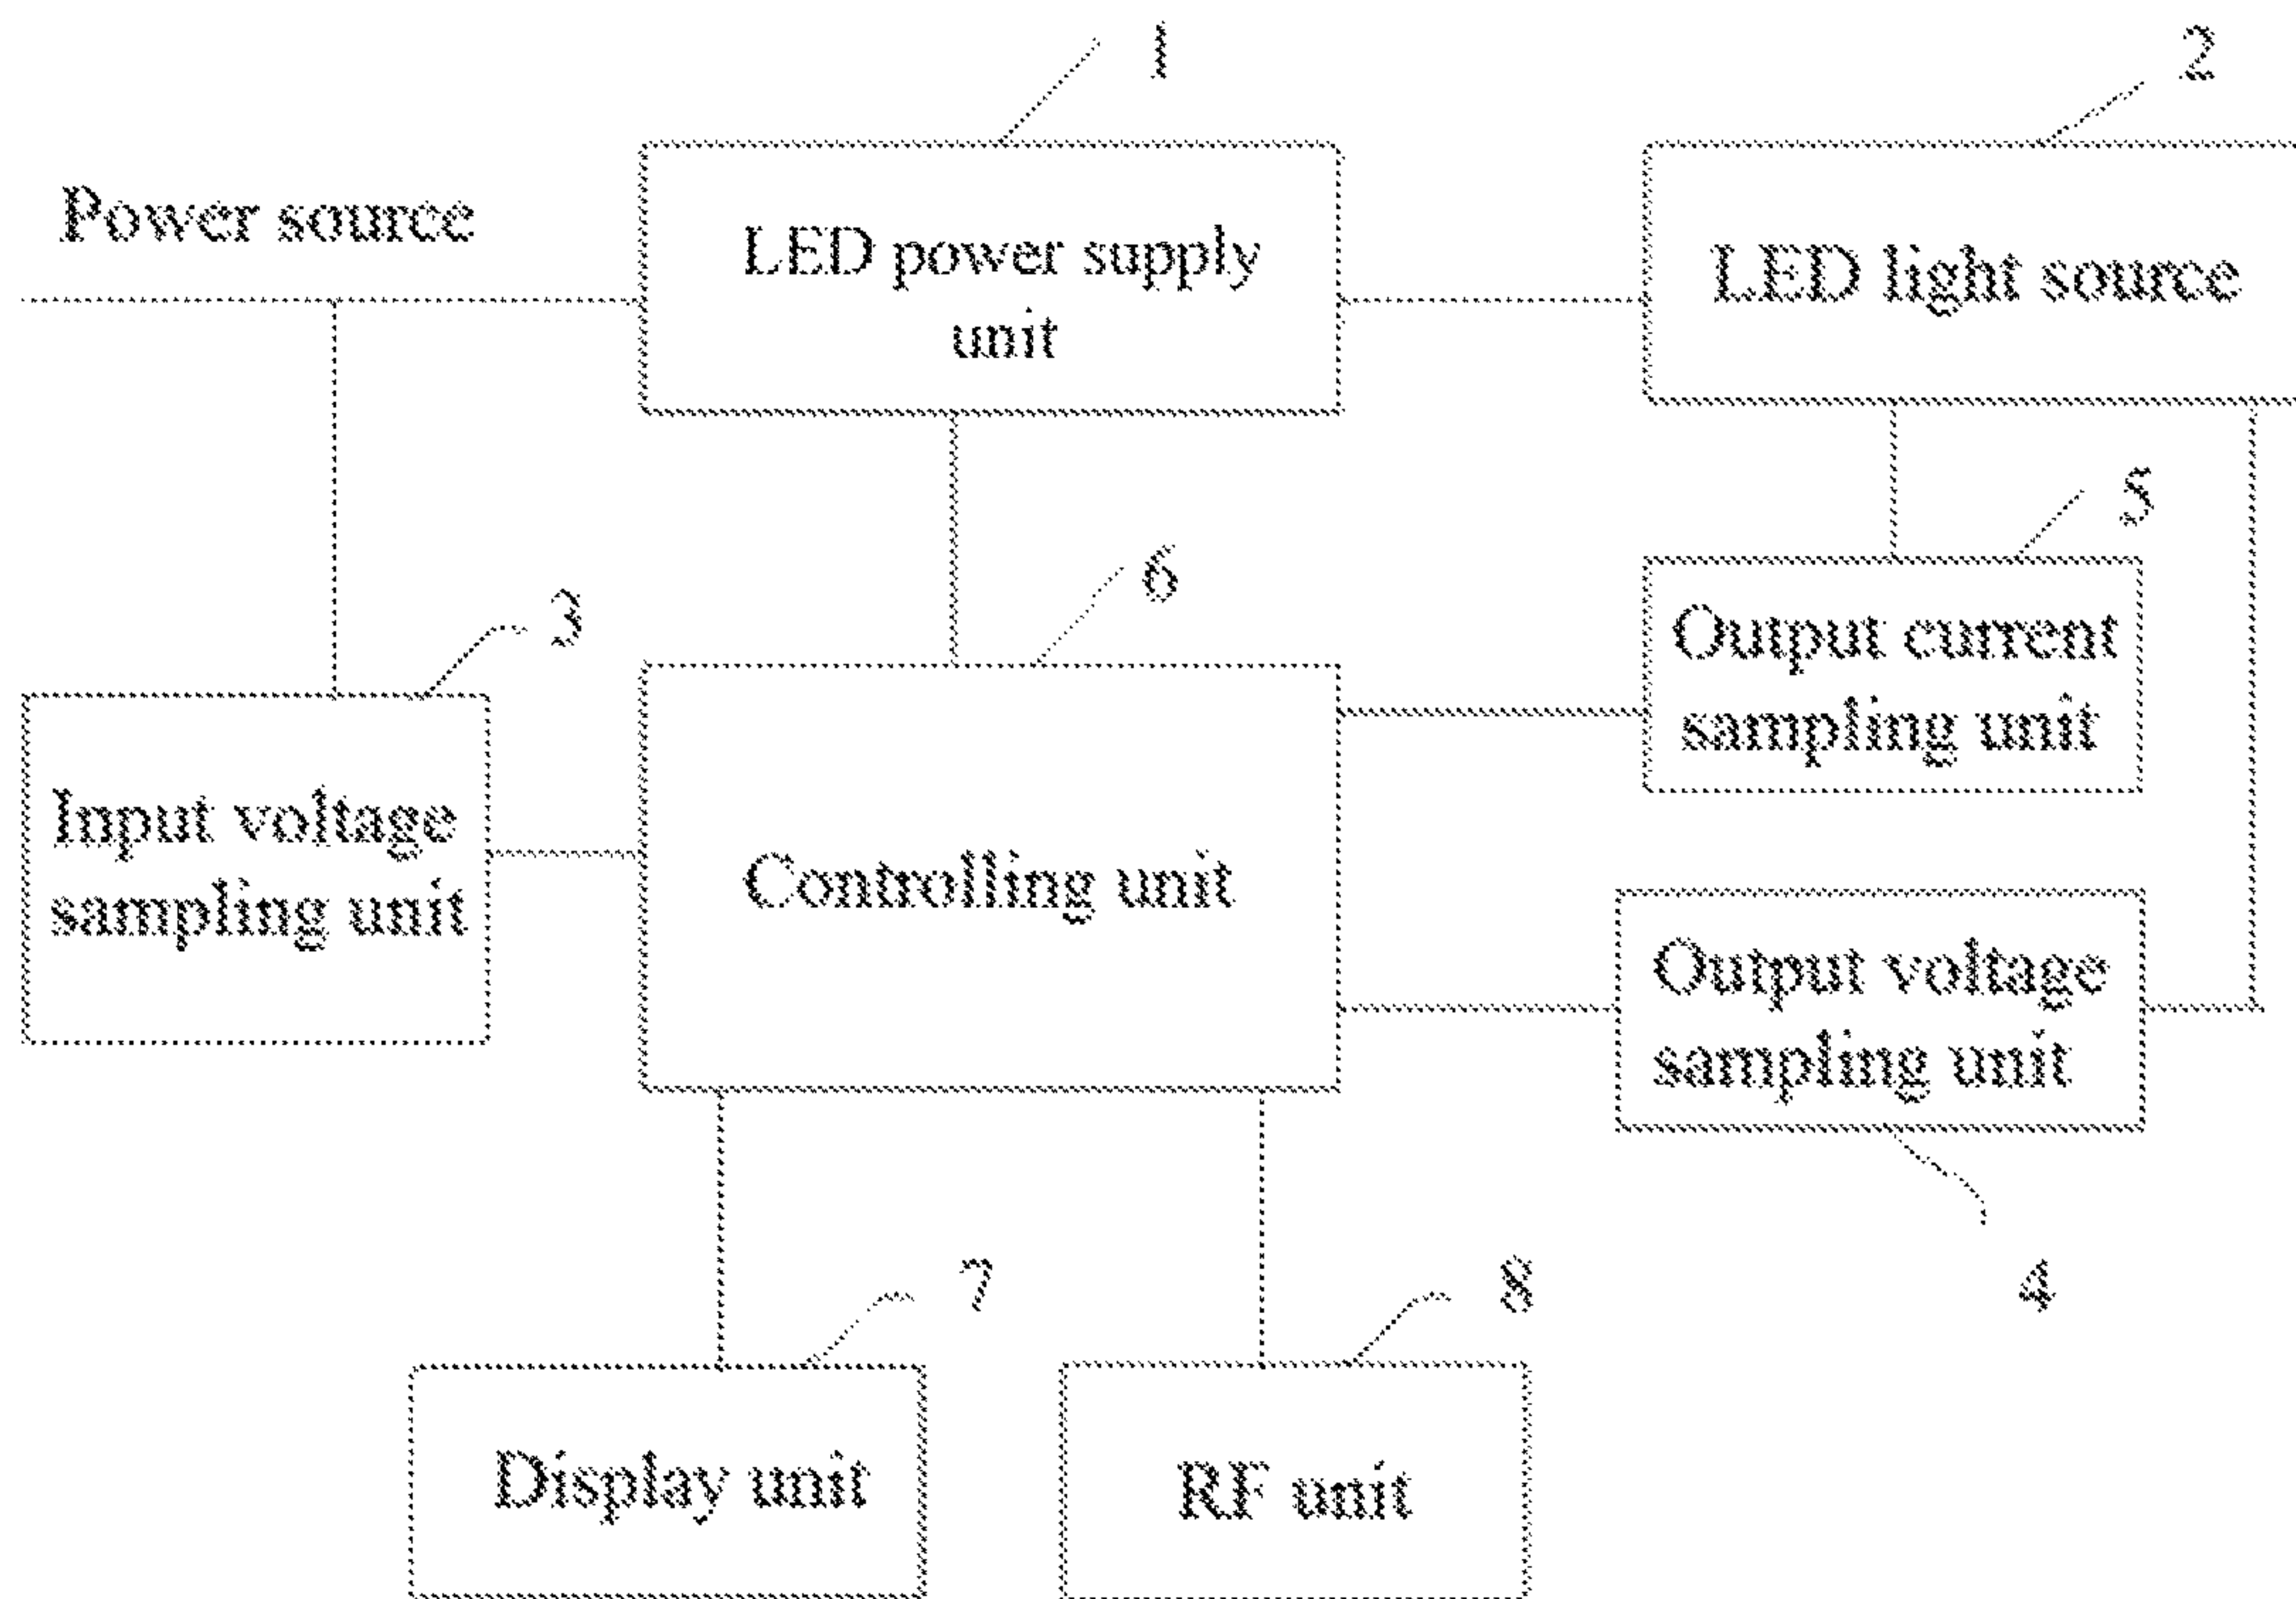 1
2
Power source
LED power supply
unit
LED light source
5
6
3
Output current
sampling unit
Input voltage
sampling unit
Controlling unit
Output voltage
sampling unit
7
8
4
Display unit
RF unit